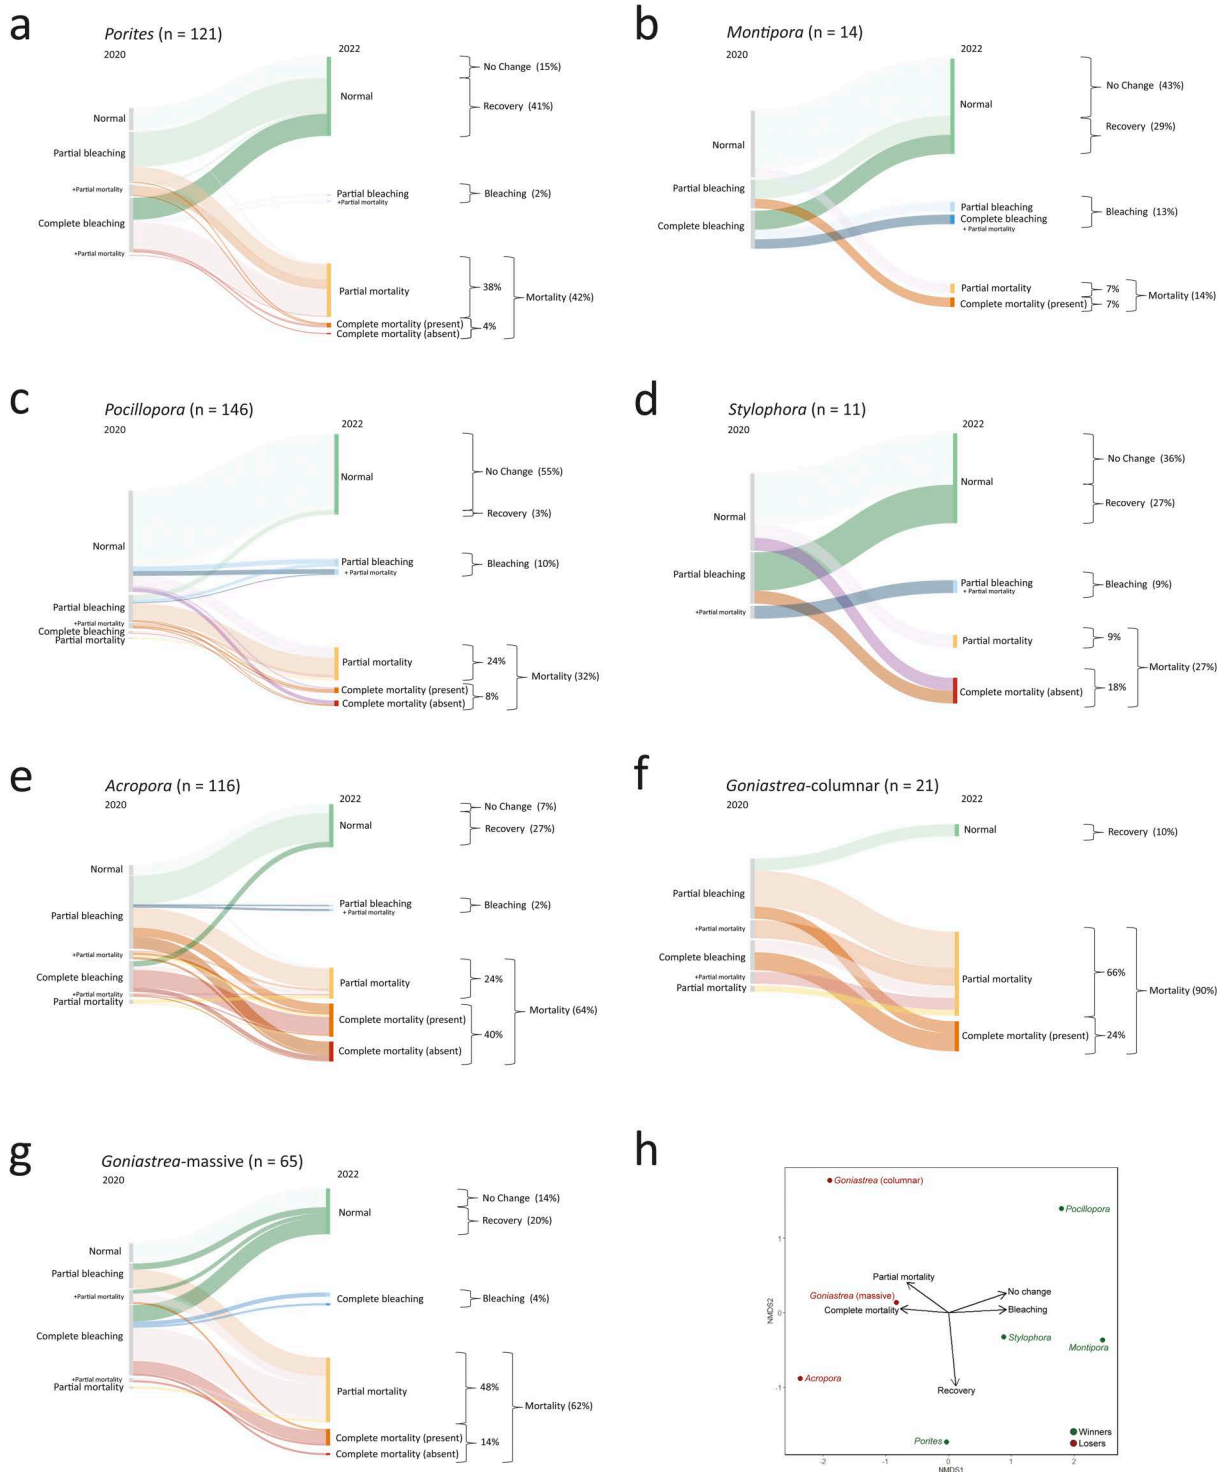 a
Porites (n = 121)
2020
2022
Normal
Partial bleaching
+Partial mortality
Complete bleaching
+Partial mortality
Normal
Partial bleaching
+Partial mortality
Partial mortality
Complete mortality (present)
Complete mortality (absent)
No Change (15%)
Recovery (41%)
Bleaching (2%)
38%
4%
Mortality (42%)
b
Montipora (n = 14)
2020
2022
Normal
Partial bleaching
Complete bleaching
Normal
Partial bleaching
Complete bleaching
+ Partial mortality
Partial mortality
Complete mortality (present)
No Change (43%)
Recovery (29%)
Bleaching (13%)
7%
7%
Mortality (14%)
c
Pocillopora (n = 146)
2020
2022
Normal
Partial bleaching
+Partial mortality
Complete bleaching
Partial mortality
Normal
Partial bleaching
+ Partial mortality
Partial mortality
Complete mortality (present)
Complete mortality (absent)
No Change (55%)
Recovery (3%)
Bleaching (10%)
24%
8%
Mortality (32%)
d
Stylophora (n = 11)
2020
2022
Normal
Partial bleaching
+Partial mortality
Normal
Partial bleaching
+ Partial mortality
Partial mortality
Complete mortality (absent)
No Change (36%)
Recovery (27%)
Bleaching (9%)
9%
18%
Mortality (27%)
e
Acropora (n = 116)
2020
2022
Normal
Partial bleaching
+Partial mortality
Complete bleaching
+Partial mortality
Partial mortality
Normal
Partial bleaching
+ Partial mortality
Partial mortality
Complete mortality (present)
Complete mortality (absent)
No Change (7%)
Recovery (27%)
Bleaching (2%)
24%
40%
Mortality (64%)
f
Goniastrea-columnar (n = 21)
2020
2022
Partial bleaching
+Partial mortality
Complete bleaching
+Partial mortality
Partial mortality
Normal
Partial mortality
Complete mortality (present)
Recovery (10%)
66%
24%
Mortality (90%)
g
Goniastrea-massive (n = 65)
2020
2022
Normal
Partial bleaching
+Partial mortality
Complete bleaching
+Partial mortality
Partial mortality
Normal
Complete bleaching
Partial mortality
Complete mortality (present)
Complete mortality (absent)
No Change (14%)
Recovery (20%)
Bleaching (4%)
48%
14%
Mortality (62%)
h
Goniastrea (columnar)
Pocillopora
1
Partial mortality
No change
Goniastrea (massive)
Complete mortality
Bleaching
0
NMDS2
Stylophora
Montipora
Acropora
-1
Recovery
Porites
Winners
Losers
-2
-1
0
1
2
NMDS1